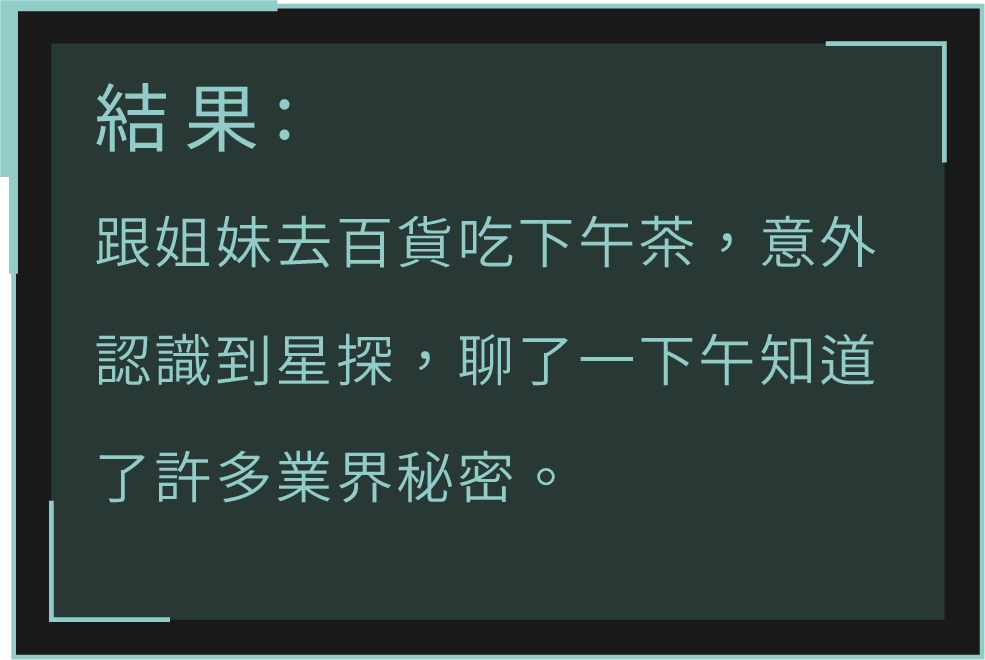 結果：
跟姐妹去百貨吃下午茶，意外
認識到星探，聊了一下午知道
了許多業界秘密。